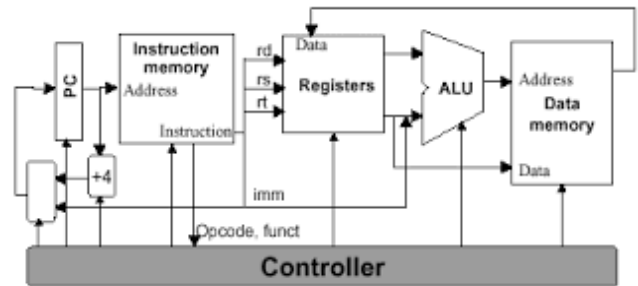 PC
Instruction
memory
Address
Instruction
+4
rd
rs
rt
imm
Data
Registers
ALU
Address
Data
memory
Data
Opcode, funct
Controller